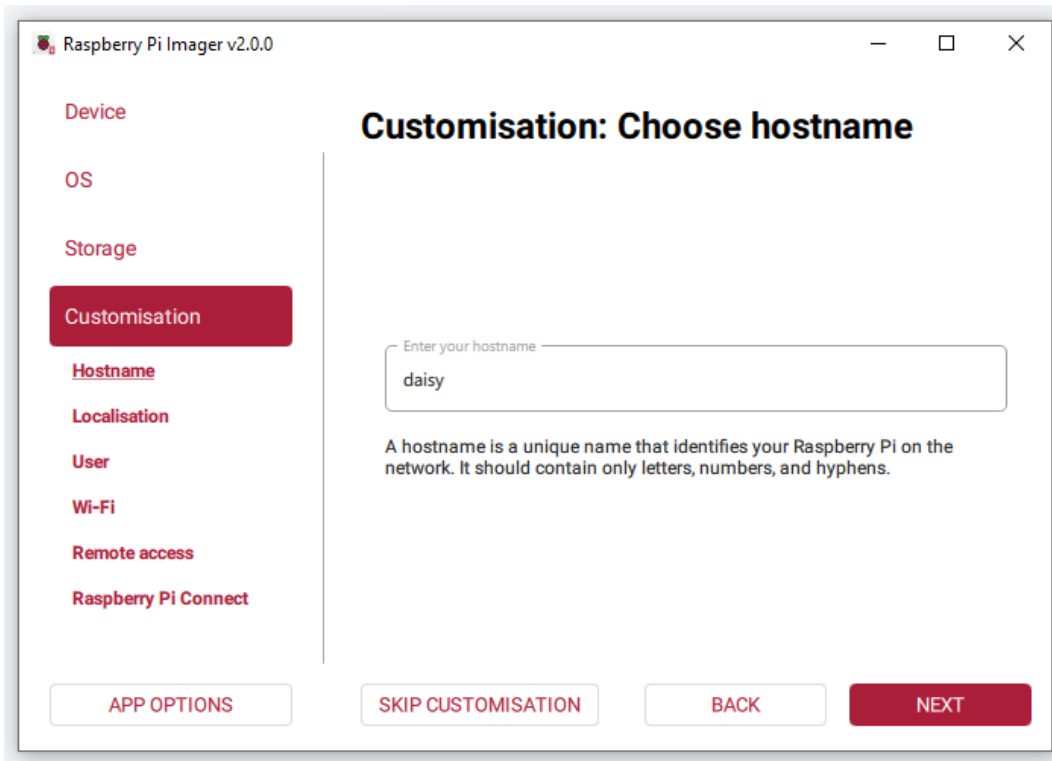 Raspberry Pi Imager v2.0.0
Device
OS
Storage
Customisation
Hostname
Localisation
User
Wi-Fi
Remote access
Raspberry Pi Connect
APP OPTIONS
Customisation: Choose hostname
Enter your hostname
daisy
A hostname is a unique name that identifies your Raspberry Pi on the
network. It should contain only letters, numbers, and hyphens.
SKIP CUSTOMISATION
BACK
NEXT